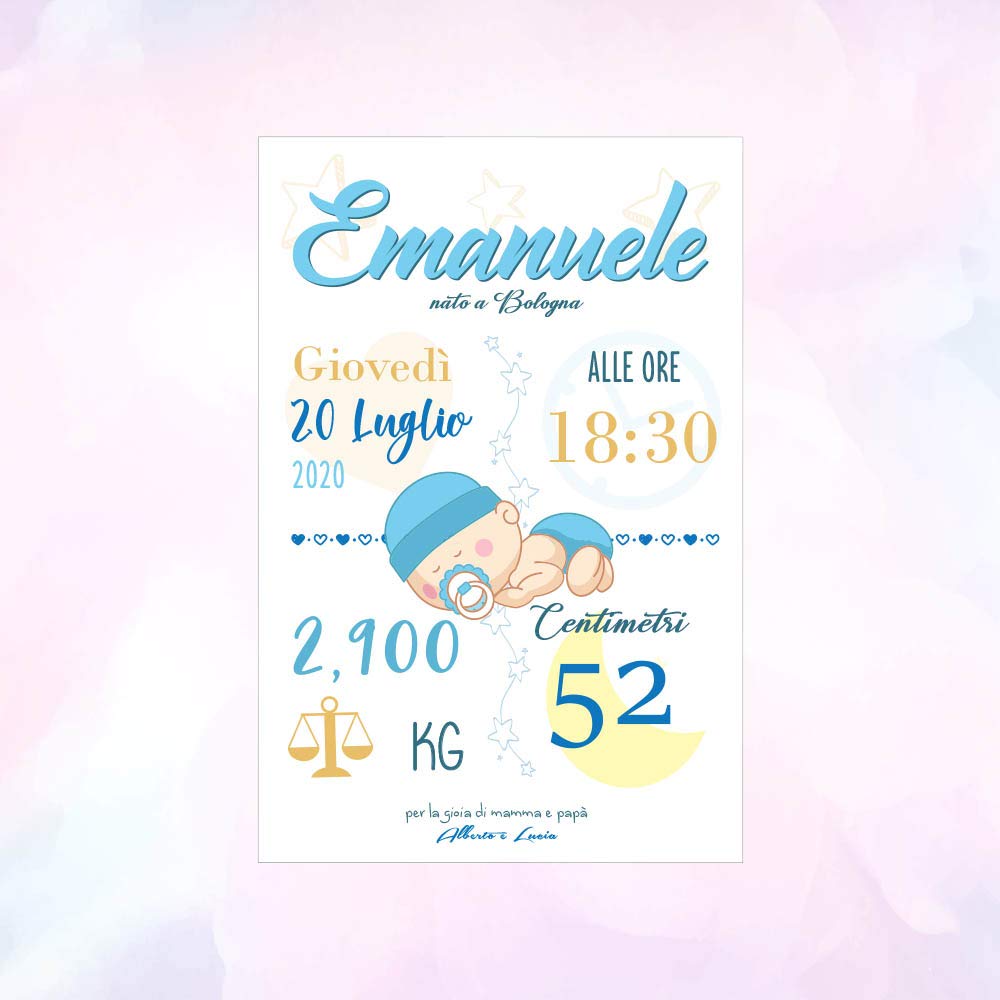 Emanuele
nato a Bologna
Giovedì
20 Luglio
2020
ALLE ORE
18:30
2,900
KG
Centimetri
52
per la gioia di mamma e papà
Alberto e Lucia